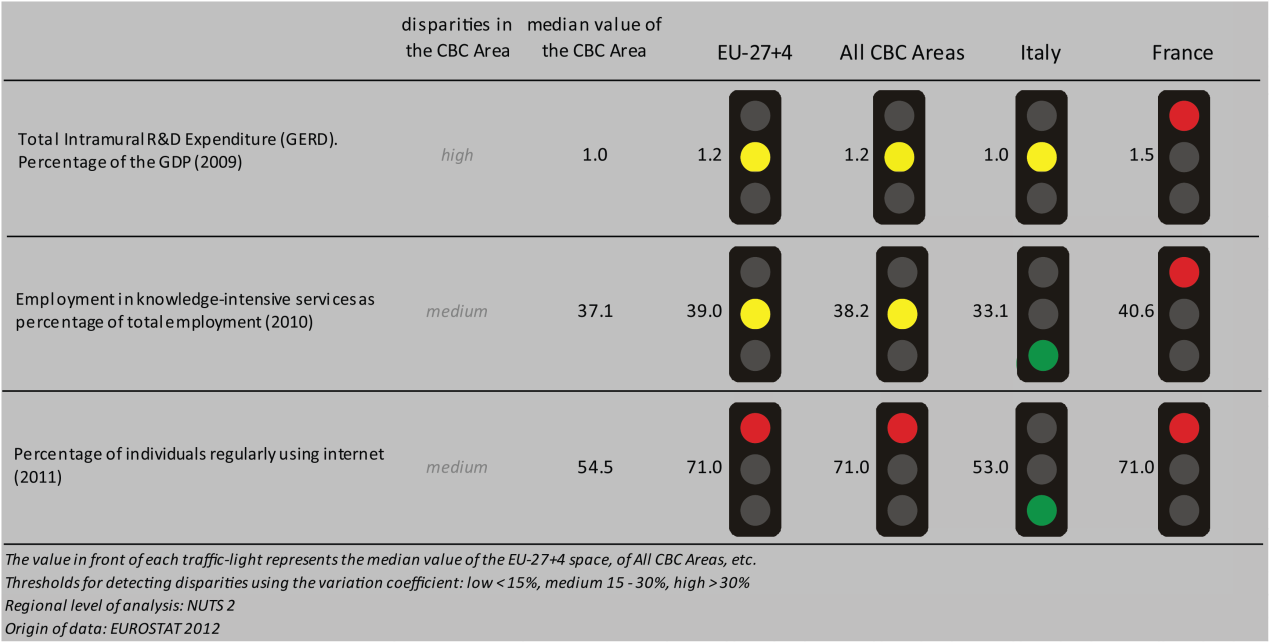 disparities in
the CBC Area
median value of
the CBC Area
EU-27+4
All CBC Areas
Italy
France
Total Intramural R&D Expenditure (GERD).
Percentage of the GDP (2009)
high
1.0
1.2
1.2
1.0
1.5
Employment in knowledge-intensive services as
percentage of total employment (2010)
medium
37.1
39.0
38.2
33.1
40.6
Percentage of individuals regularly using internet
(2011)
medium
54.5
71.0
71.0
53.0
71.0
The value in front of each traffic-light represents the median value of the EU-27+4 space, of All CBC Areas, etc.
Thresholds for detecting disparities using the variation coefficient: low < 15%, medium 15 - 30%, high > 30%
Regional level of analysis: NUTS 2
Origin of data: EUROSTAT 2012